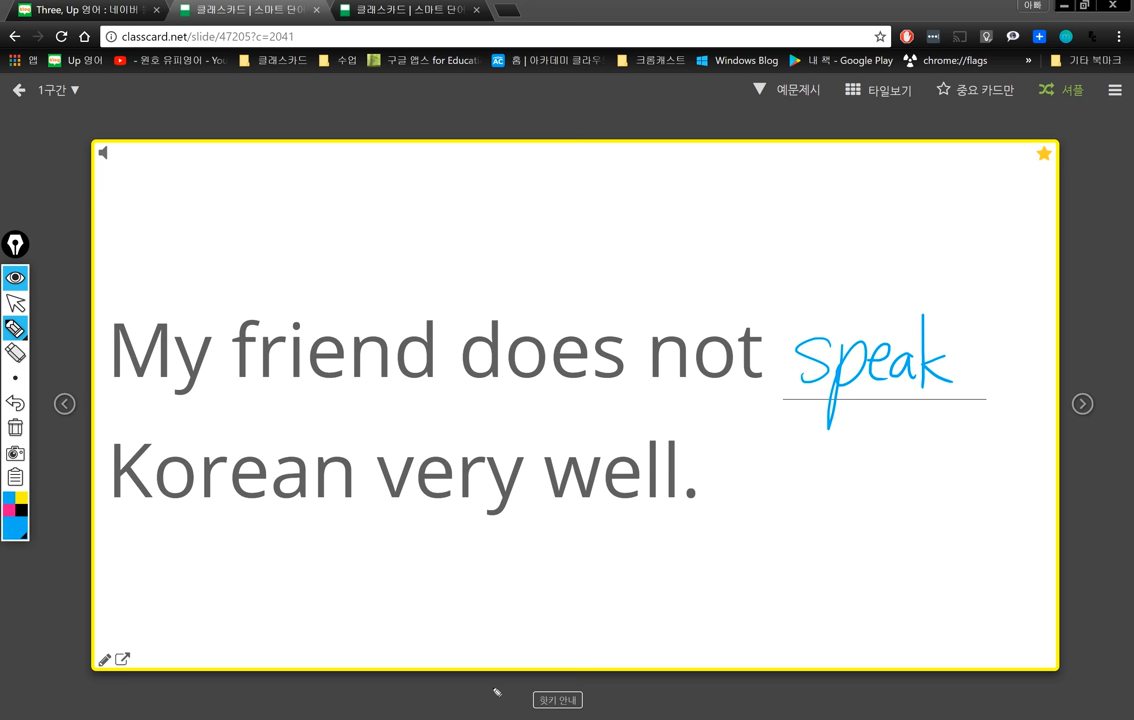 Three, Up 영어 : 네이버
클래스카드 | 스마트 단어
클래스카드 | 스마트 단어
아빠
classcard.net/slide/47205?c=2041
앱
Up 영어
- 원호 유피영어 - You
클래스카드
수업
구글 앱스 for Educati
홈 | 아카데미 클라우
크롬캐스트
Windows Blog
내 책 - Google Play
chrome://flags
»
기타 북마크
1구간 ▼
예문제시
타일보기
중요 카드만
셔플
My friend does not speak
Korean very well.
핫키 안내